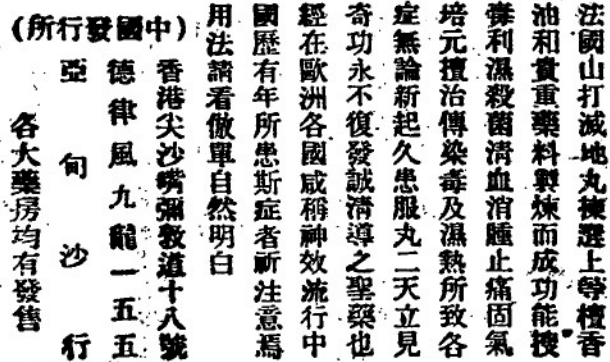 法國山打滅地丸揀選上等檀香
油和貴重藥料製煉而成功能搜
毒利濕殺菌清血消腫止痛固氣
培元擅治傳染毒及濕熱所致各
症無論新起久患服丸二天立見
奇功永不復發誠清導之聖藥也
經在歐洲各國咸稱神效流行中
國歷有年所患斯症者祈注意焉
用法請看倣單自然明白
(中國發行所)
香港尖沙嘴彌敦道十八號
德律風九龍一五五
亞旬沙行
各大藥房均有發售